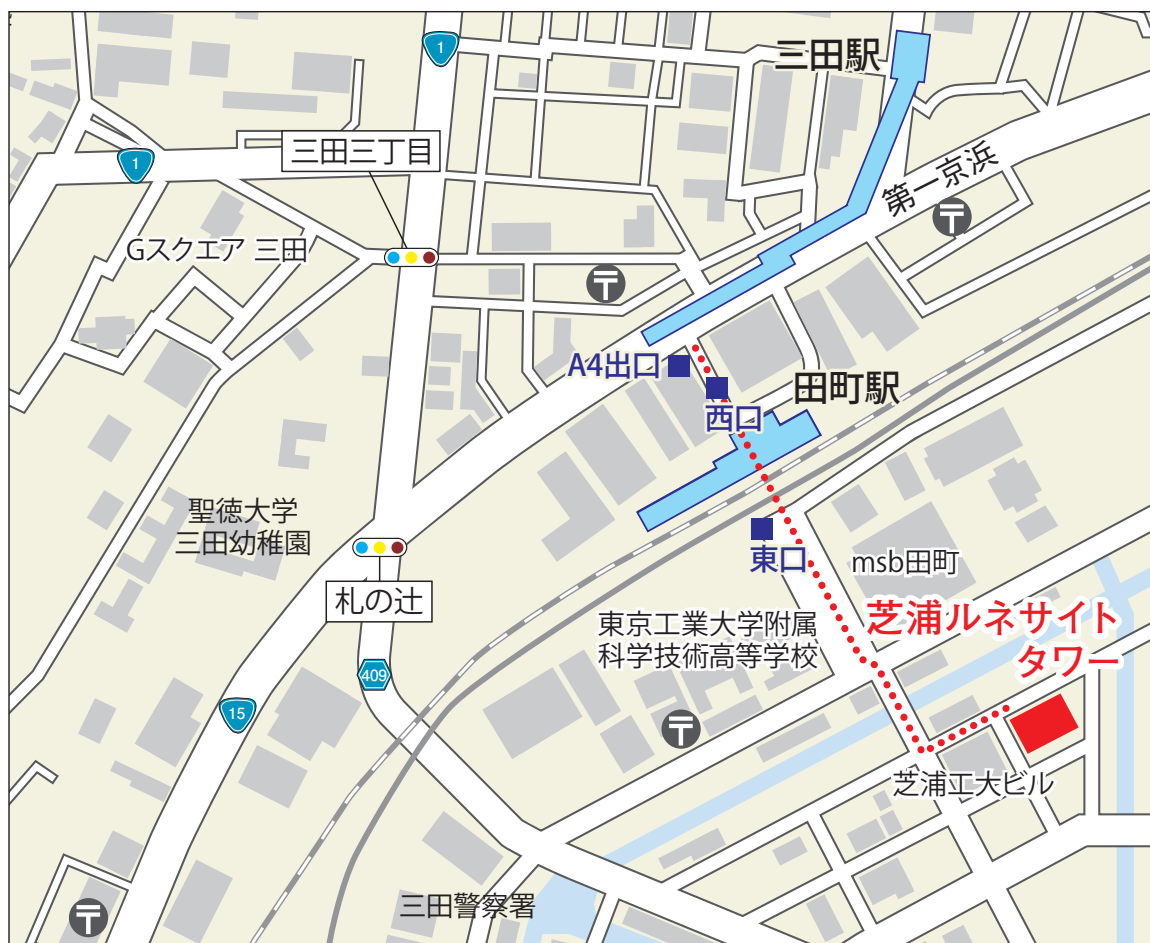 1
三田駅
1
三田三丁目
第一京浜
Gスクエア 三田
〒
〒
A4出口
田町駅
西口
聖徳大学
三田幼稚園
東口
msb田町
札の辻
芝浦ルネサイト
タワー
東京工業大学附属
科学技術高等学校
409
15
〒
芝浦工大ビル
三田警察署
〒